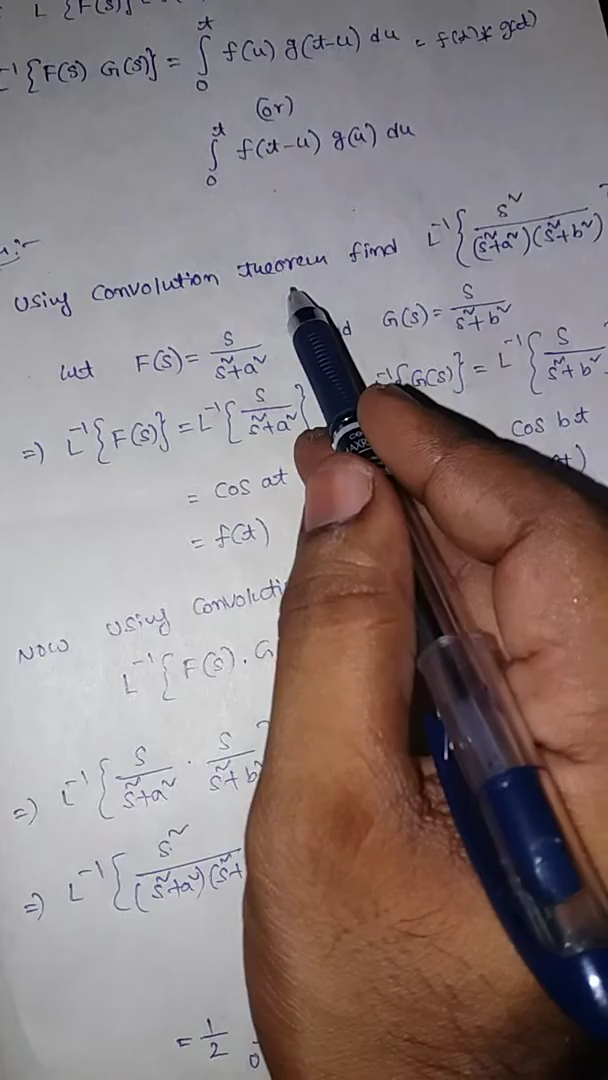 L {F(s)
L⁻¹{F(s) G(s)} = ∫₀ᵗ f(u) g(t-u) du = f(t) * g(t)
(or)
∫₀ᵗ f(t-u) g(u) du
Using convolution theorem find L⁻¹{s²/((s²+a²)(s²+b²))}
Let F(s) = s/(s²+a²) G(s) = s/(s²+b²)
=> L⁻¹{F(s)} = L⁻¹{s/(s²+a²)} L⁻¹{G(s)} = L⁻¹{s/(s²+b²)
= cos at cos bt
= f(t)
Now using
L⁻¹{F(s) . G
=> L⁻¹{s/(s²+a²) . s/(s²+b²)
=> L⁻¹{s²/((s²+a²)(s²+
= 1/2